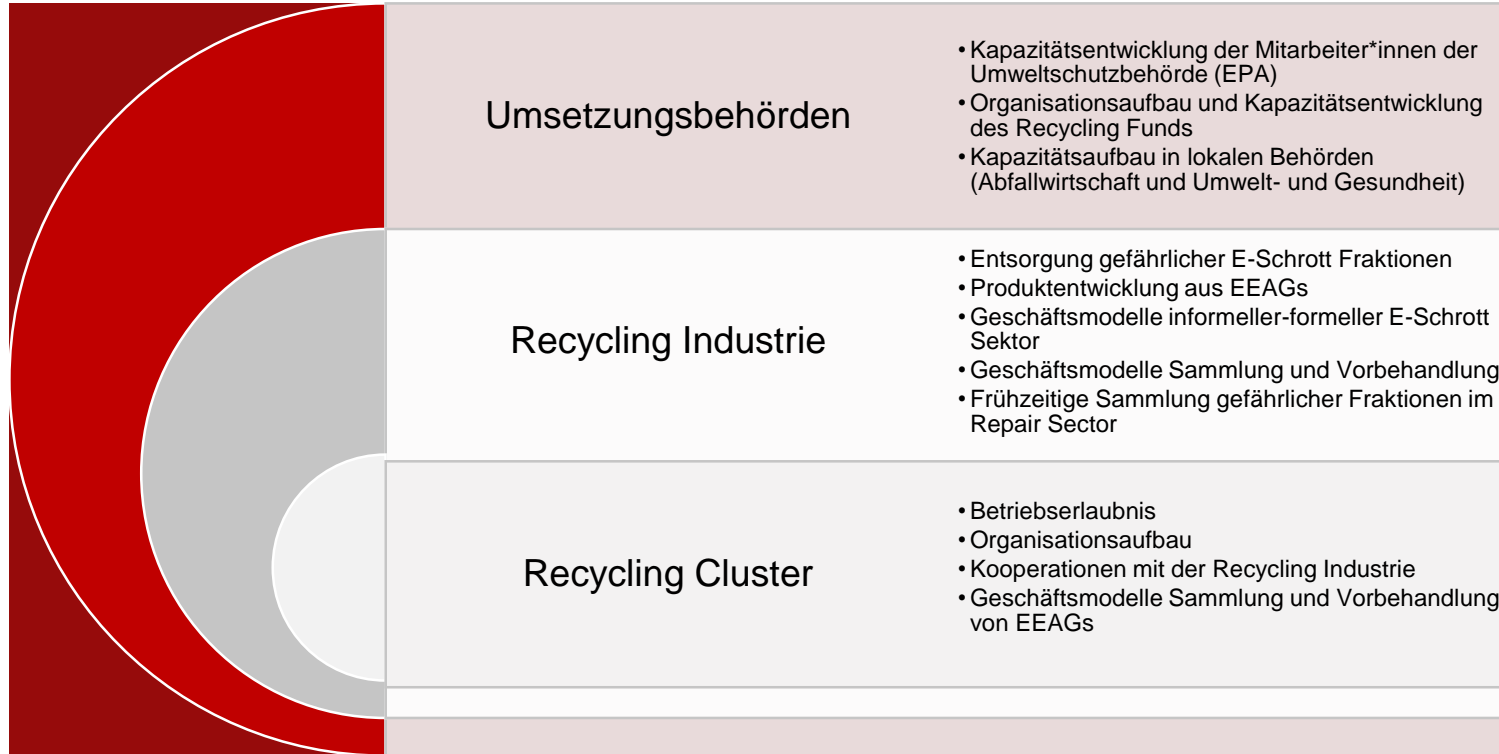 Umsetzungsbehörden
• Kapazitätsentwicklung der Mitarbeiter*innen der
Umweltschutzbehörde (EPA)
• Organisationsaufbau und Kapazitätsentwicklung
des Recycling Funds
• Kapazitätsaufbau in lokalen Behörden
(Abfallwirtschaft und Umwelt- und Gesundheit)
Recycling Industrie
• Entsorgung gefährlicher E-Schrott Fraktionen
• Produktentwicklung aus EEAGs
• Geschäftsmodelle informeller-formeller E-Schrott
Sektor
• Geschäftsmodelle Sammlung und Vorbehandlung
• Frühzeitige Sammlung gefährlicher Fraktionen im
Repair Sector
Recycling Cluster
• Betriebserlaubnis
• Organisationsaufbau
• Kooperationen mit der Recycling Industrie
• Geschäftsmodelle Sammlung und Vorbehandlung
von EEAGs